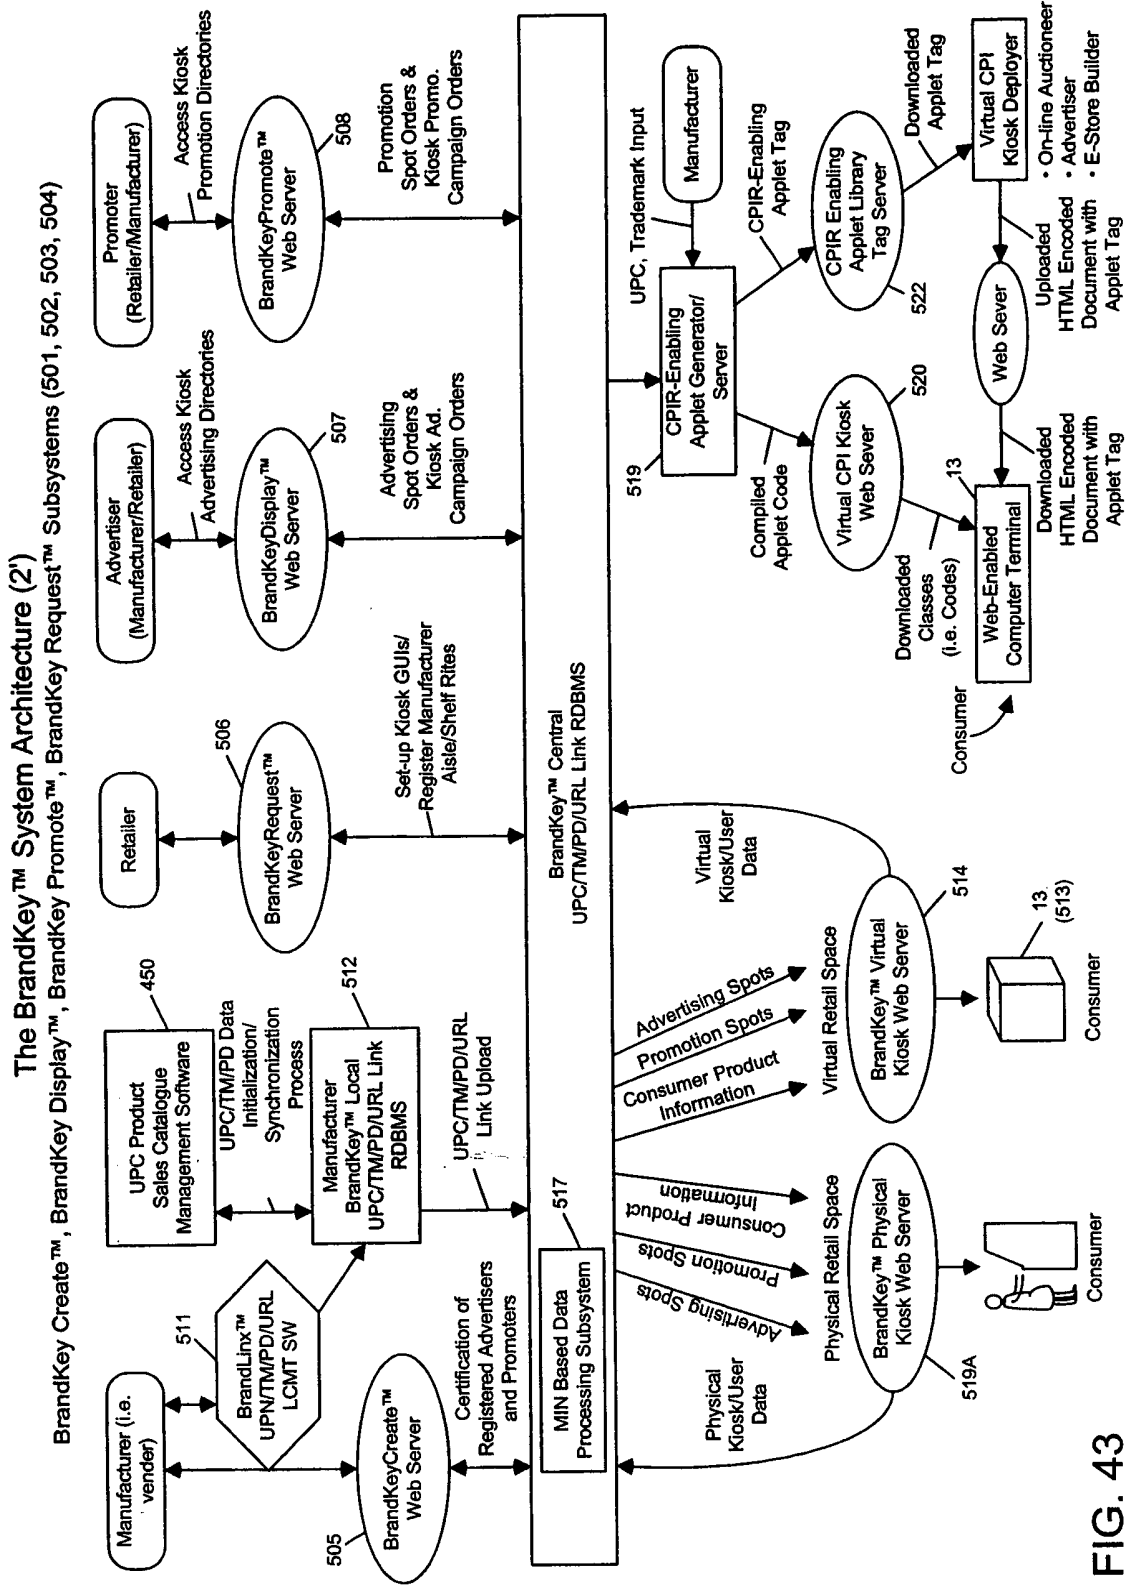 The BrandKey™ System Architecture (2')
BrandKey Create™, BrandKey Display™, BrandKey Promote™, BrandKey Request™ Subsystems (501, 502, 503, 504)
Manufacturer (i.e.
vender)
511
BrandLinx™
UPN/TM/PD/URL
LCMT SW
505
BrandKeyCreate™
Web Server
Certification of
Registered Advertisers
and Promoters
UPC Product
Sales Catalogue
Management Software
450
UPC/TM/PD Data
Initialization/
Synchronization
Process
Manufacturer
BrandKey™ Local
UPC/TM/PD/URL Link
RDBMS
512
UPC/TM/PD/URL
Link Upload
Retailer
506
BrandKeyRequest™
Web Server
Set-up Kiosk GUIs/
Register Manufacturer
Aisle/Shelf Rites
Advertiser
(Manufacturer/Retailer)
Access Kiosk
Advertising Directories
BrandKeyDisplay™
Web Server
507
Advertising
Spot Orders &
Kiosk Ad.
Campaign Orders
Promoter
(Retailer/Manufacturer)
Access Kiosk
Promotion Directories
BrandKeyPromote™
Web Server
508
Promotion
Spot Orders &
Kiosk Promo.
Campaign Orders
MIN Based Data
Processing Subsystem
517
BrandKey™ Central
UPC/TM/PD/URL Link RDBMS
Physical
Kiosk/User
Data
Advertising Spots
Promotion Spots
Consumer Product
Information
Physical Retail Space
BrandKey™ Physical
Kiosk Web Server
519A
Consumer
Advertising Spots
Promotion Spots
Consumer Product
Information
Virtual Retail Space
BrandKey™ Virtual
Kiosk Web Server
514
Virtual
Kiosk/User
Data
13
(513)
Consumer
UPC, Trademark Input
Manufacturer
519
CPIR-Enabling
Applet Generator/
Server
Compiled
Applet Code
CPIR-Enabling
Applet Tag
Virtual CPI Kiosk
Web Sever
520
CPIR Enabling
Applet Library
Tag Server
522
Downloaded
Classes
(i.e. Codes)
Downloaded
Applet Tag
Consumer
Web-Enabled
Computer Terminal
13
Web Sever
Virtual CPI
Kiosk Deployer
• On-line Auctioneer
• Advertiser
• E-Store Builder
Downloaded
HTML Encoded
Document with
Applet Tag
Uploaded
HTML Encoded
Document with
Applet Tag
FIG. 43